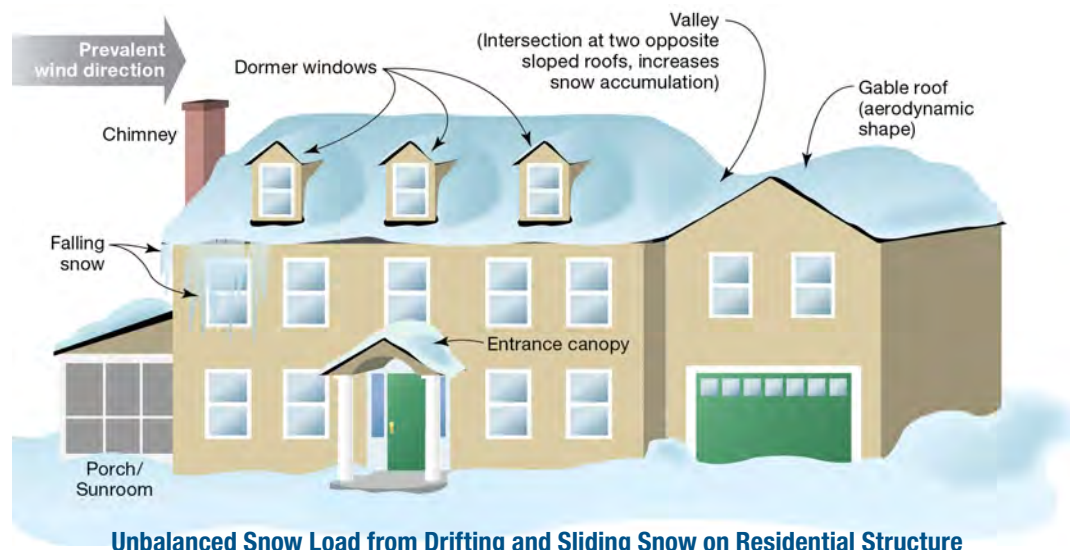 Prevalent
wind direction
Dormer windows
Valley
(Intersection at two opposite
sloped roofs, increases
snow accumulation)
Gable roof
(aerodynamic
shape)
Chimney
Falling
snow
Entrance canopy
Porch/
Sunroom
Unbalanced Snow Load from Drifting and Sliding Snow on Residential Structure